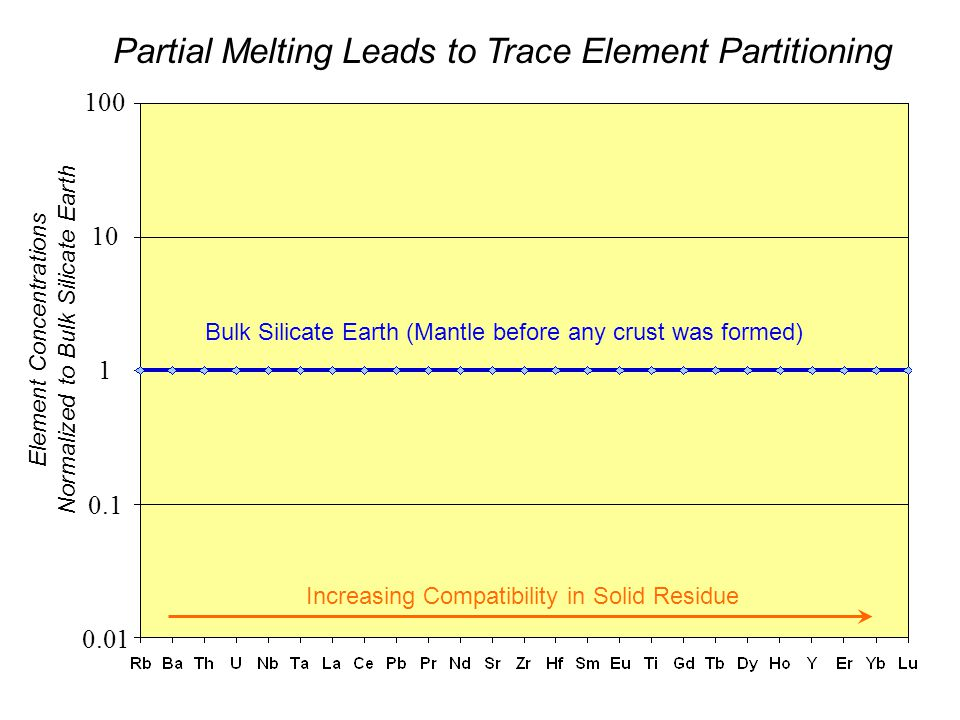 Partial Melting Leads to Trace Element Partitioning
Element Concentrations
Normalized to Bulk Silicate Earth
100
10
1
0.1
0.01
Bulk Silicate Earth (Mantle before any crust was formed)
Increasing Compatibility in Solid Residue
Rb Ba Th U Nb Ta La Ce Pb Pr Nd Sr Zr Hf Sm Eu Ti Gd Tb Dy Ho Y Er Yb Lu